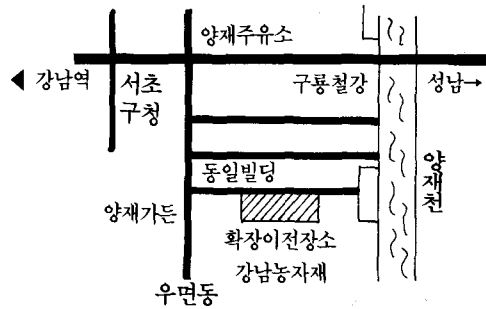 양재주유소
◀ 강남역
서초
구청
구룡철강
성남→
동일빌딩
양재천
양재가든
확장이전장소
강남농자재
우면동